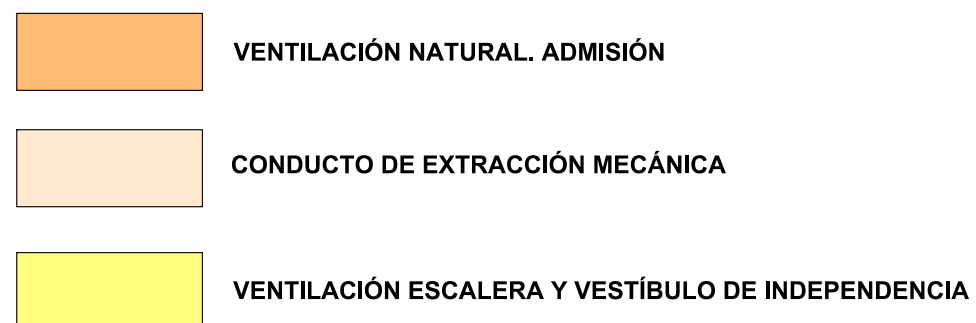 VENTILACIÓN NATURAL. ADMISIÓN
CONDUCTO DE EXTRACCIÓN MECÁNICA
VENTILACIÓN ESCALERA Y VESTÍBULO DE INDEPENDENCIA